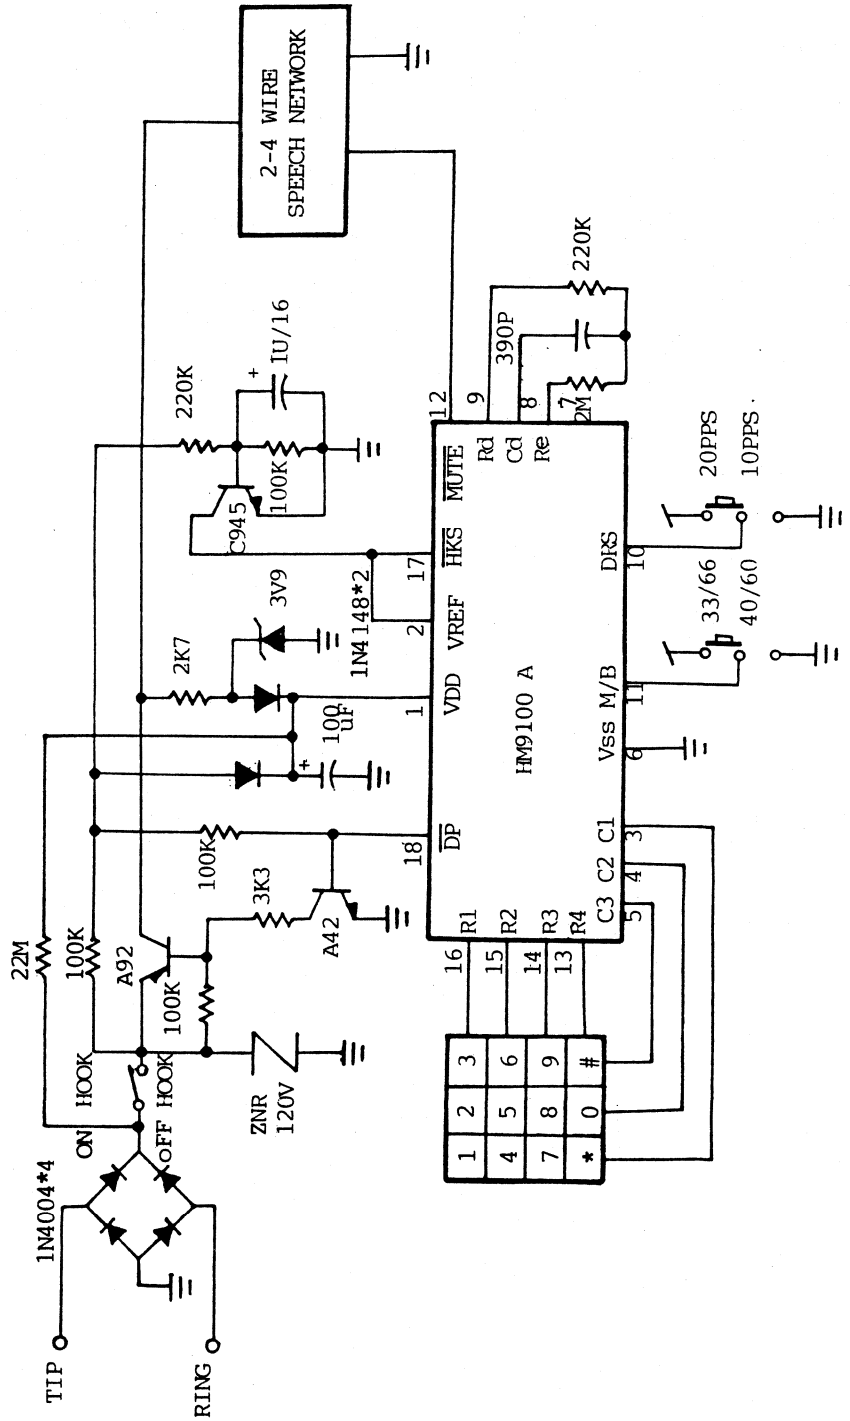 TIP
RING
1N4004*4
ON HOOK
OFF HOOK
22M
100K
A92
100K
ZNR
120V
100K
3K3
A42
2K7
3V9
1N4148*2
100
uF
+
220K
100K
C945
+
1U/16
2-4 WIRE
SPEECH NETWORK
18
1
2
17
12
DP
VDD
VREF
HKS
MUTE
HM9100 A
16
R1
15
R2
14
R3
13
R4
C3
C2
C1
Vss
M/B
DRS
5
4
3
6
11
10
Rd
Cd
Re
9
8
7
390P
2M
220K
1 2 3
4 5 6
7 8 9
* 0 #
33/66
40/60
20PPS
10PPS.